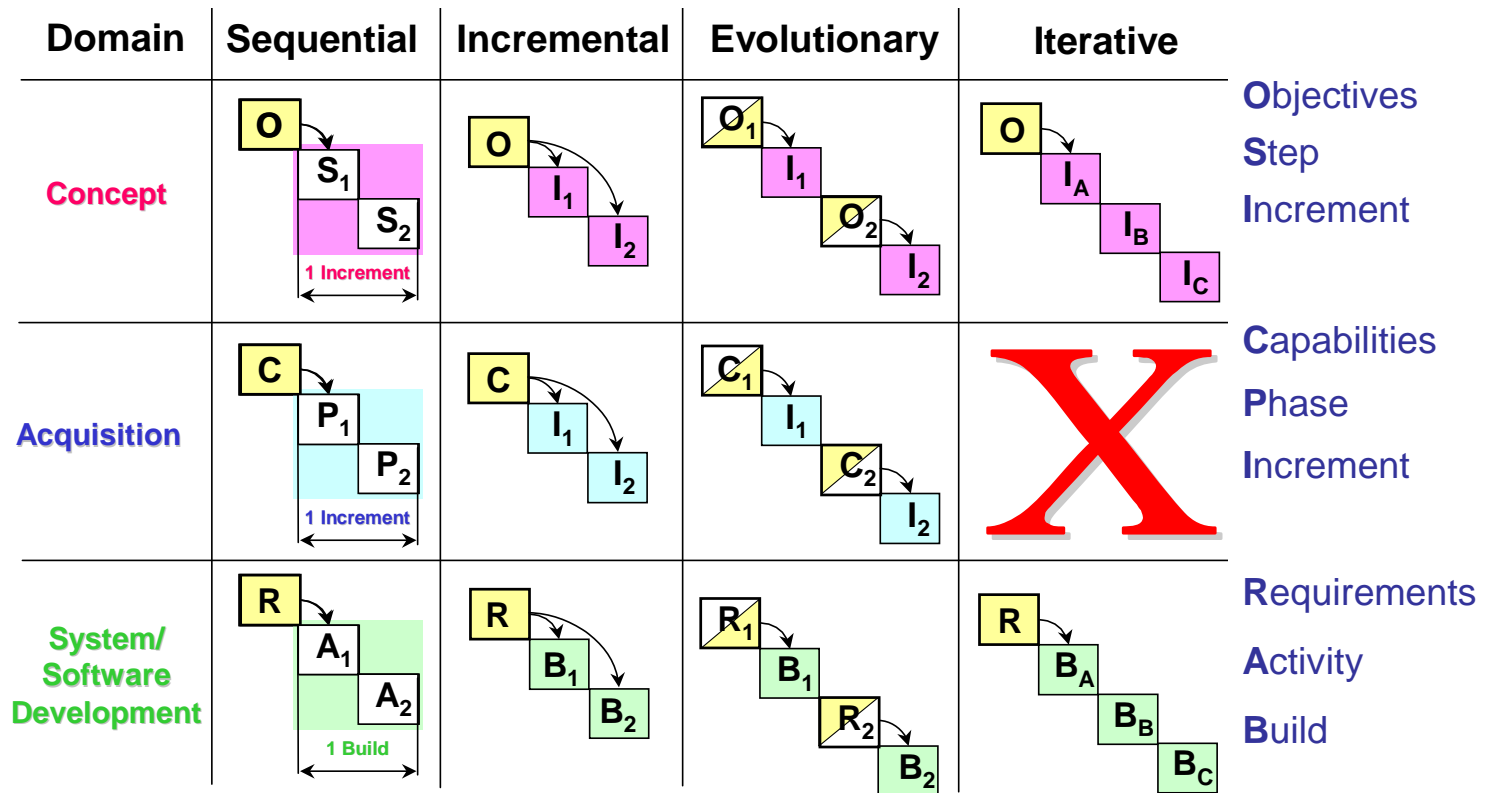 Domain Sequential Incremental Evolutionary Iterative
Concept
O
S1
S2
1 Increment
O
I1
I2
O1
I1
O2
I2
O
IA
IB
IC
Objectives
Step
Increment
Acquisition
C
P1
P2
1 Increment
C
I1
I2
C1
I1
C2
I2
X
Capabilities
Phase
Increment
System/
Software
Development
R
A1
A2
1 Build
R
B1
B2
R1
B1
R2
B2
R
BA
BB
BC
Requirements
Activity
Build